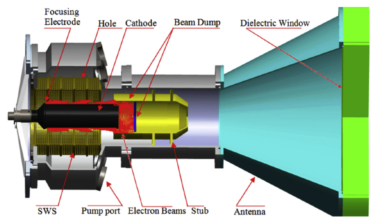 Focusing
Electrode
Hole
Cathode
Beam Dump
Dielectric Window
SWS
Pump port
Electron Beams
Stub
Antenna